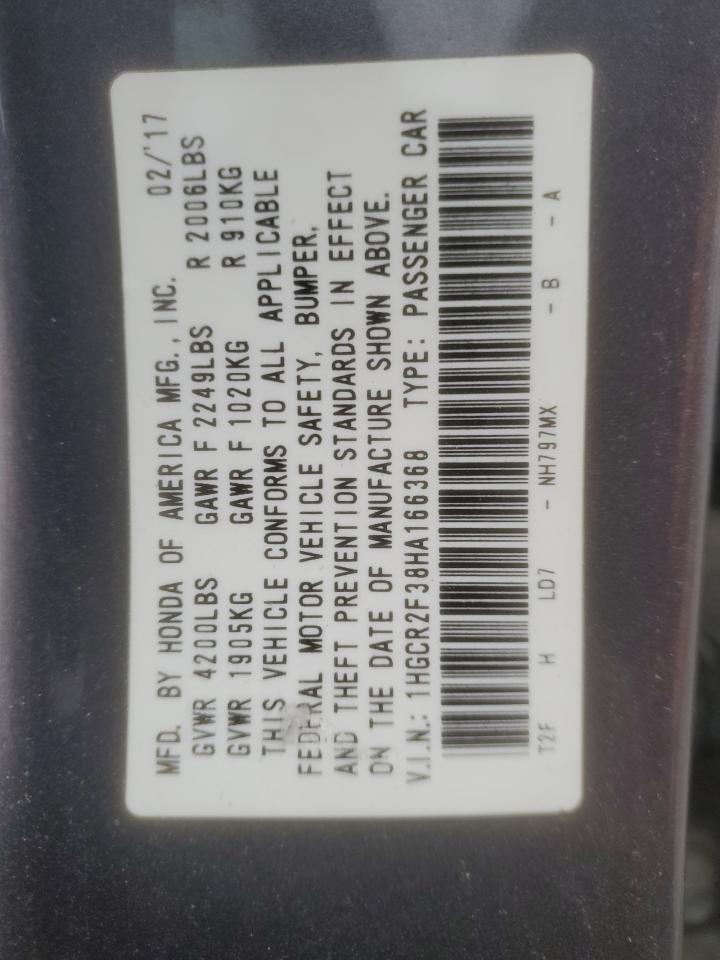 MFD. BY HONDA OF AMERICA MFG., INC. 02/'17
GVWR 4200LBS GAWR F 2249LBS R 2006LBS
GVWR 1905KG GAWR F 1020KG R 910KG
THIS VEHICLE CONFORMS TO ALL APPLICABLE
FEDERAL MOTOR VEHICLE SAFETY, BUMPER,
AND THEFT PREVENTION STANDARDS IN EFFECT
ON THE DATE OF MANUFACTURE SHOWN ABOVE.
V.I.N.: 1HGCR2F38HA166368 TYPE: PASSENGER CAR
T2F H LD7 - NH797MX - B - A